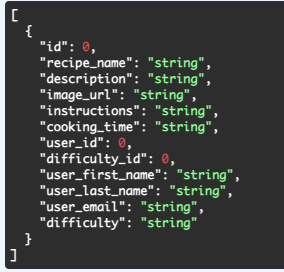 [
  {
    "id": 0,
    "recipe_name": "string",
    "description": "string",
    "image_url": "string",
    "instructions": "string",
    "cooking_time": "string",
    "user_id": 0,
    "difficulty_id": 0,
    "user_first_name": "string",
    "user_last_name": "string",
    "user_email": "string",
    "difficulty": "string"
  }
]